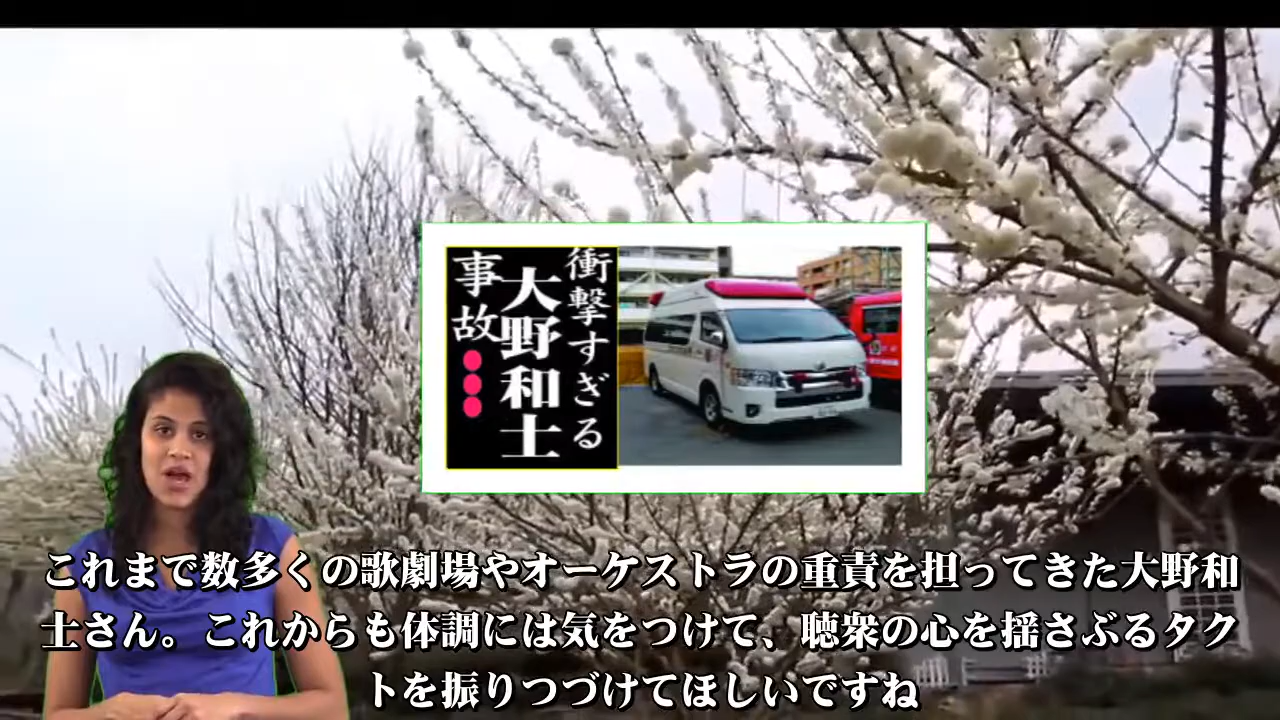 衝撃すぎる
大野和士
事故●●●
これまで数多くの歌劇場やオーケストラの重責を担ってきた大野和
士さん。これからも体調には気をつけて、聴衆の心を揺さぶるタク
トを振りつづけてほしいですね